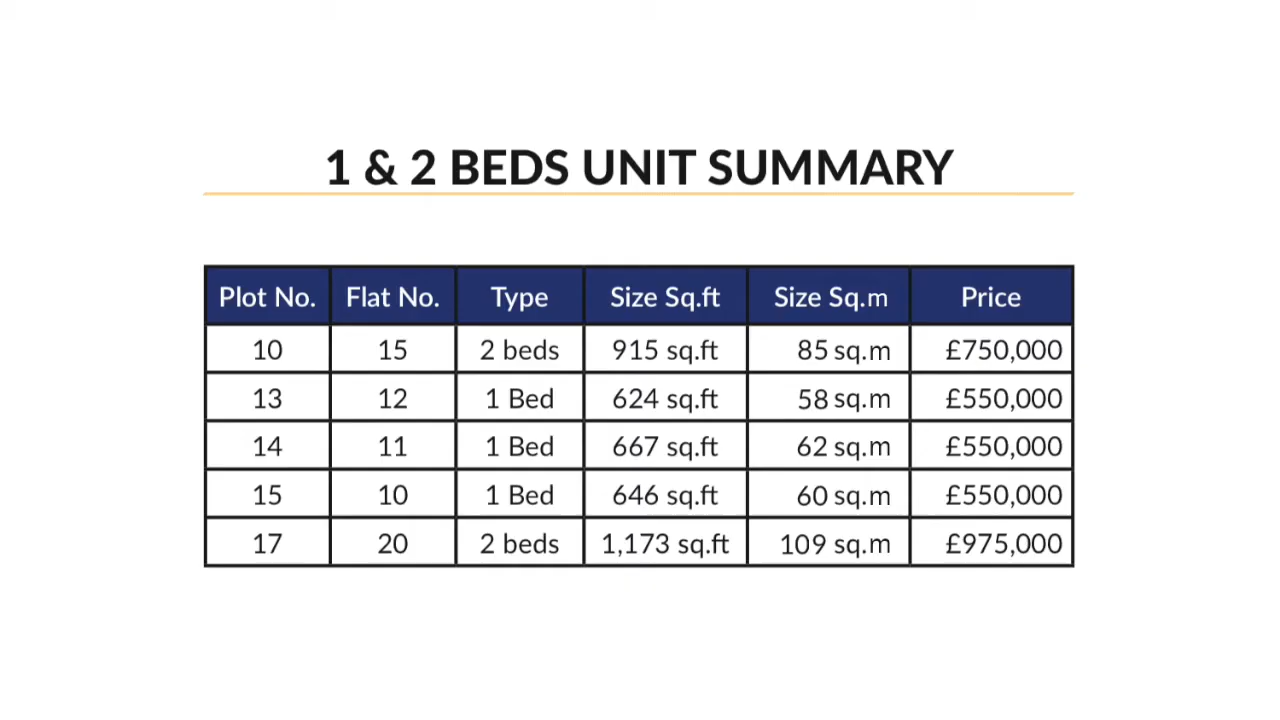 1 & 2 BEDS UNIT SUMMARY
Plot No. Flat No. Type Size Sq.ft Size Sq.m Price
10 15 2 beds 915 sq.ft 85 sq.m £750,000
13 12 1 Bed 624 sq.ft 58 sq.m £550,000
14 11 1 Bed 667 sq.ft 62 sq.m £550,000
15 10 1 Bed 646 sq.ft 60 sq.m £550,000
17 20 2 beds 1,173 sq.ft 109 sq.m £975,000